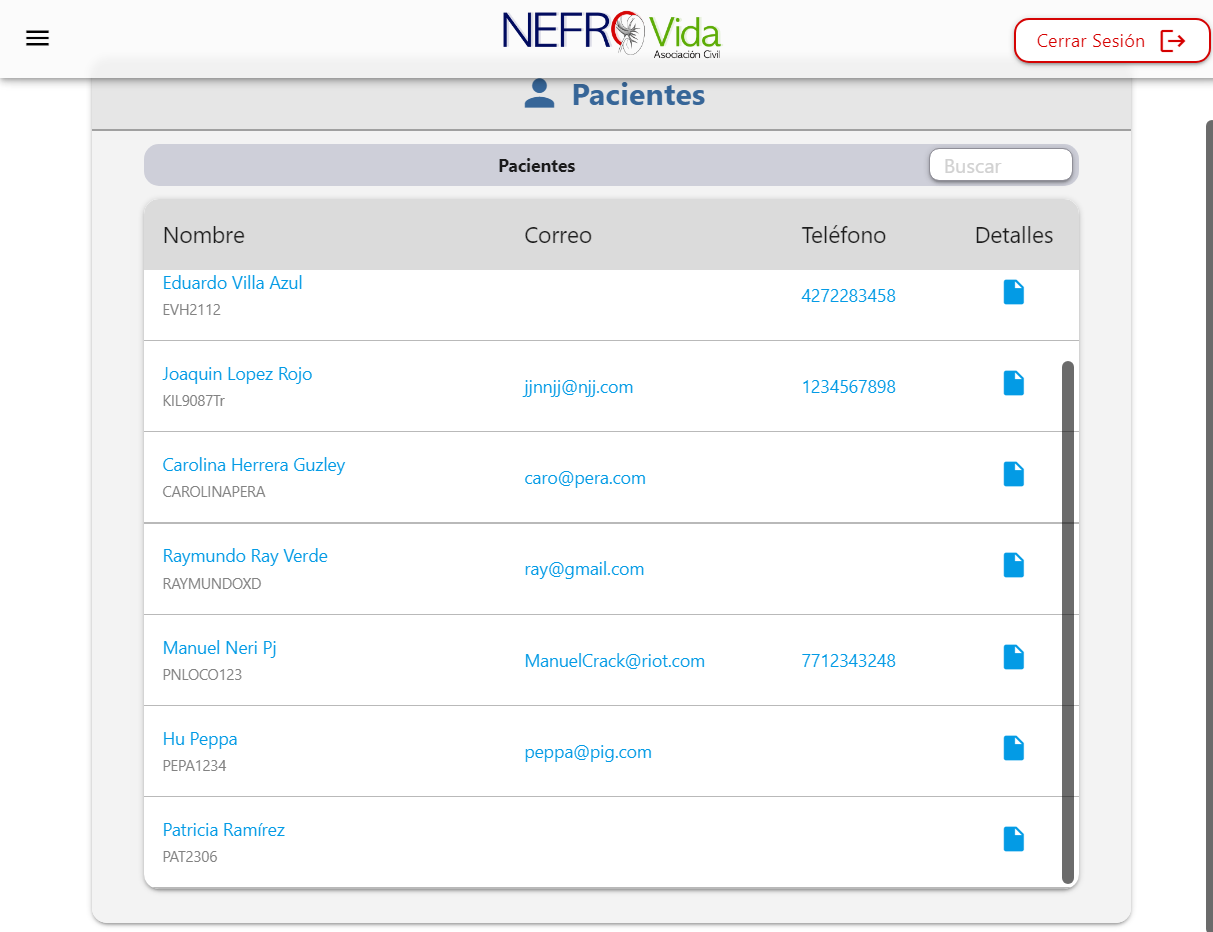 NEFROVida
Asociación Civil
Cerrar Sesión
Pacientes
Pacientes
Buscar
Nombre Correo Teléfono Detalles
Eduardo Villa Azul
EVH2112
4272283458
Joaquin Lopez Rojo
KIL9087Tr
jjnnjj@njj.com
1234567898
Carolina Herrera Guzley
CAROLINAPERA
caro@pera.com
Raymundo Ray Verde
RAYMUNDOXD
ray@gmail.com
Manuel Neri Pj
PNLOCO123
ManuelCrack@riot.com
7712343248
Hu Peppa
PEPA1234
peppa@pig.com
Patricia Ramírez
PAT2306